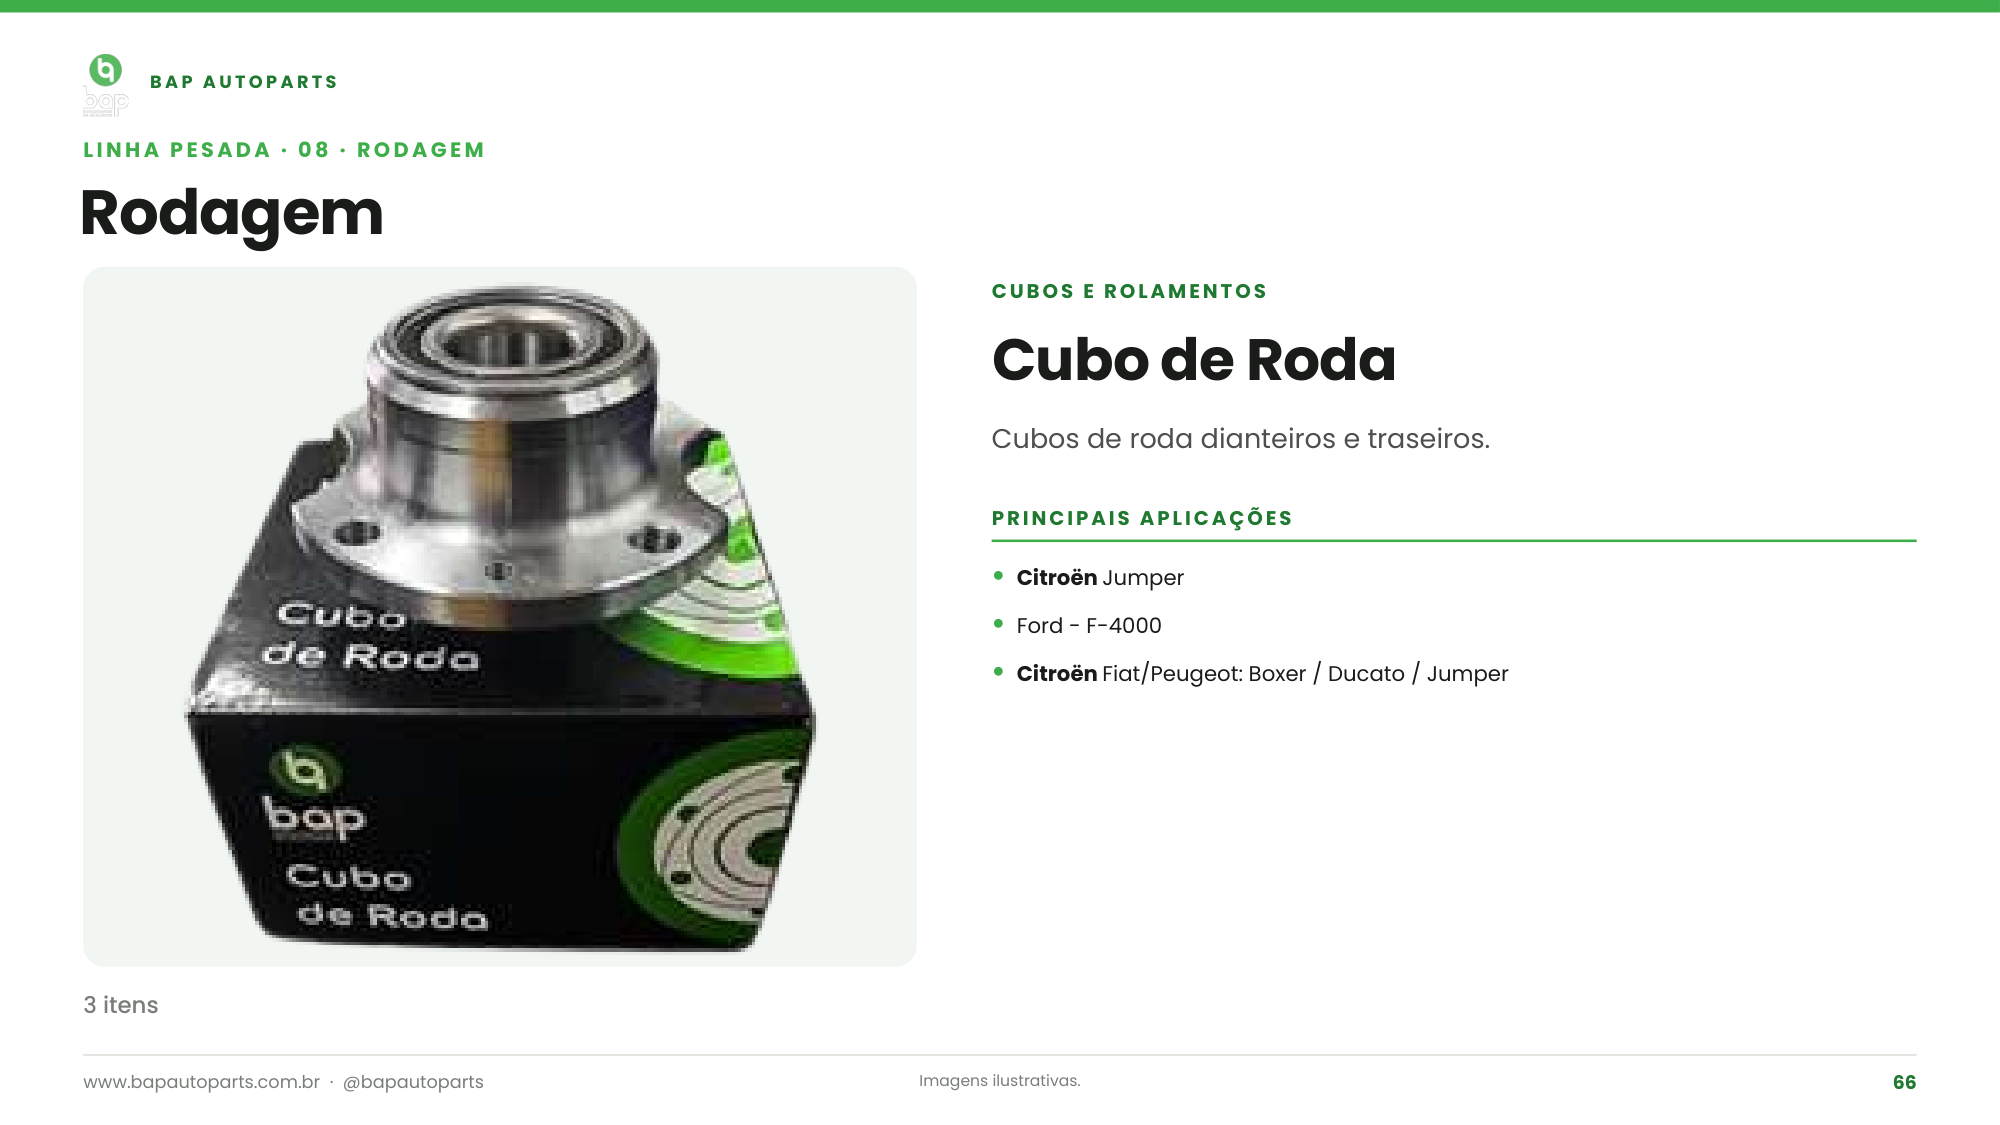 bap
BAP AUTOPARTS
LINHA PESADA · 08 · RODAGEM
Rodagem
Cubo
de Roda
bap
Cubo
de Roda
3 itens
CUBOS E ROLAMENTOS
Cubo de Roda
Cubos de roda dianteiros e traseiros.
PRINCIPAIS APLICAÇÕES
• Citroën Jumper
• Ford - F-4000
• Citroën Fiat/Peugeot: Boxer / Ducato / Jumper
www.bapautoparts.com.br · @bapautoparts
Imagens ilustrativas.
66